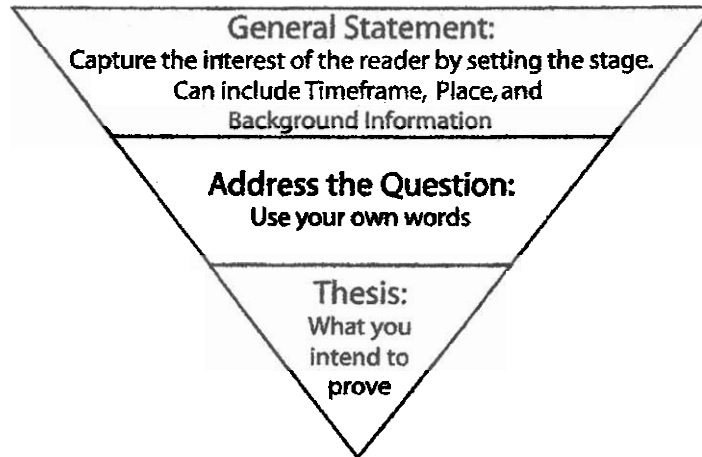 General Statement:
Capture the interest of the reader by setting the stage.
Can include Timeframe, Place, and
Background Information
Address the Question:
Use your own words
Thesis:
What you
intend to
prove